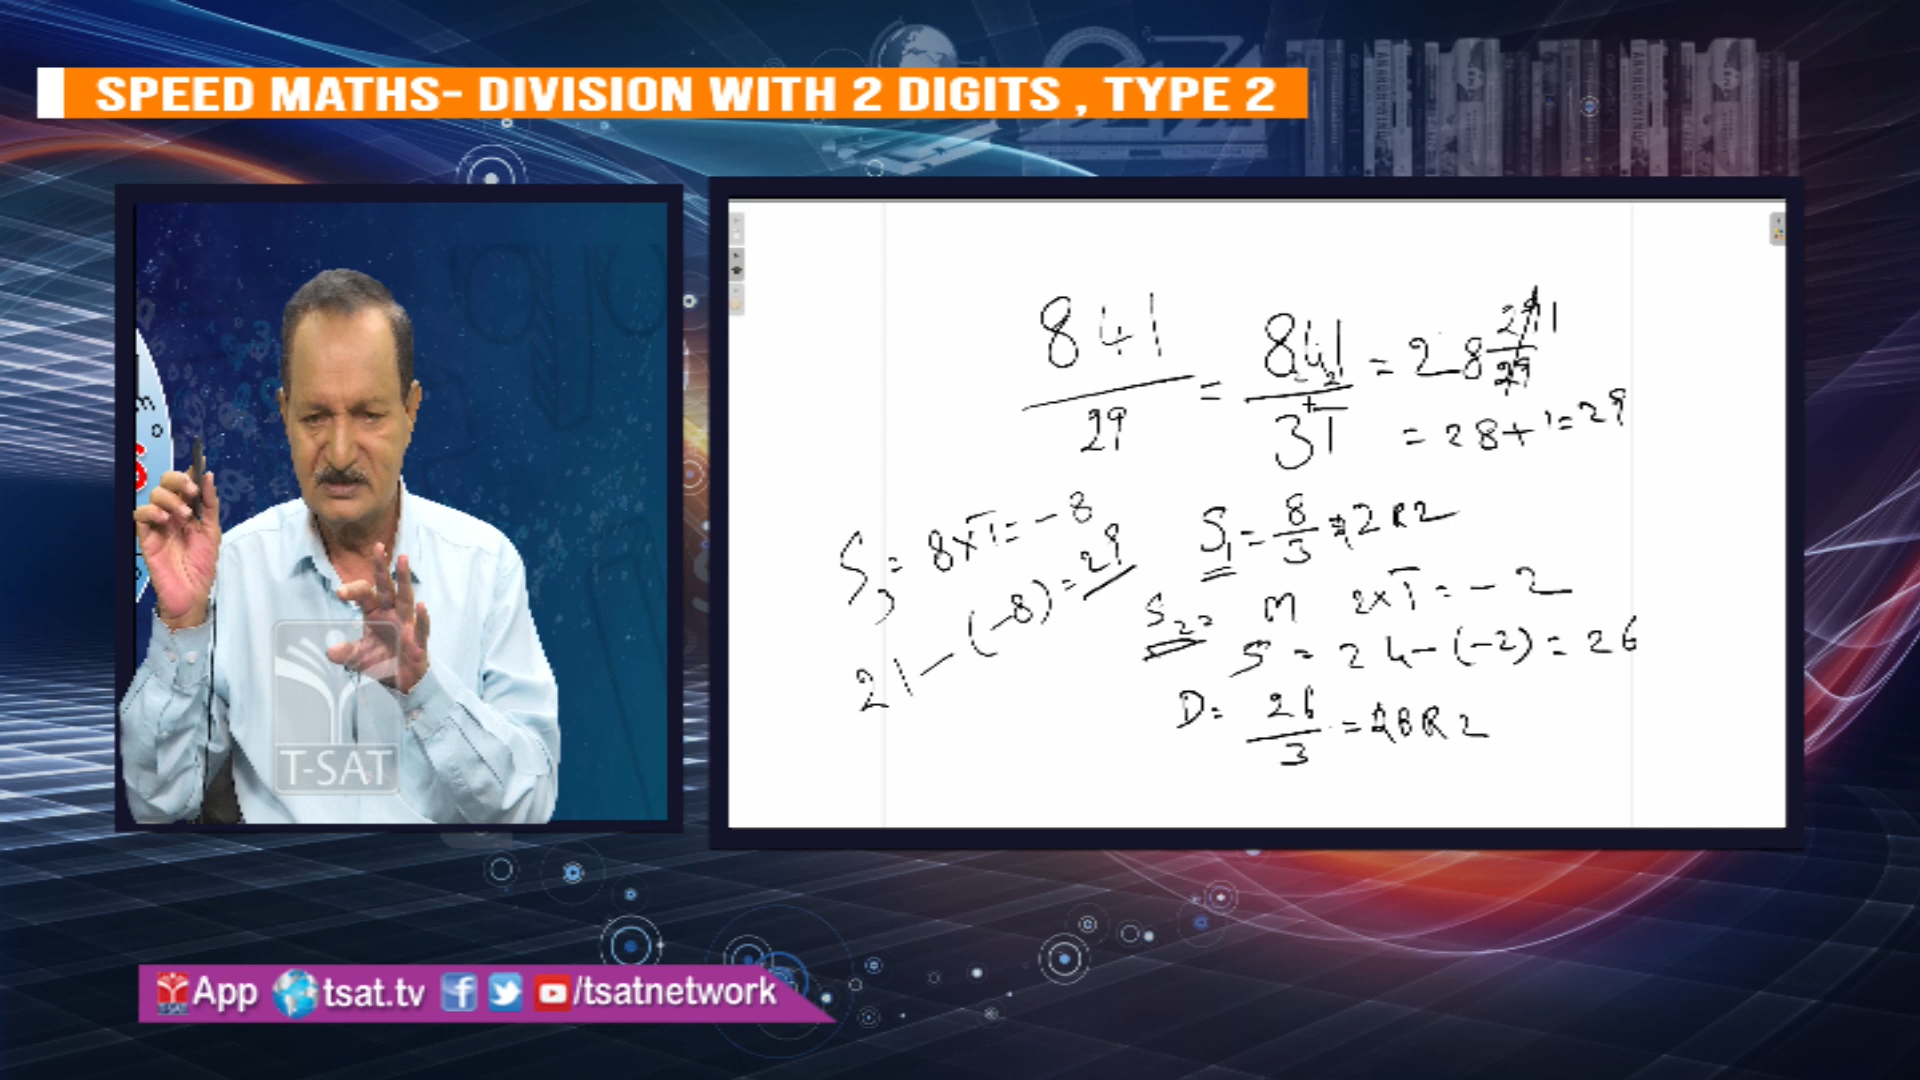 SPEED MATHS- DIVISION WITH 2 DIGITS , TYPE 2
841/29 = 841/31̅ = 28 29/29
= 28 + 1 = 29
S3 = 8×1̅ = -8
21 - (-8) = 29
S1 = 8/3 = 2 R 2
S2 = M 2×1̅ = -2
S = 24 - (-2) = 26
D = 26/3 = 8 R 2
T-SAT
App tsat.tv /tsatnetwork